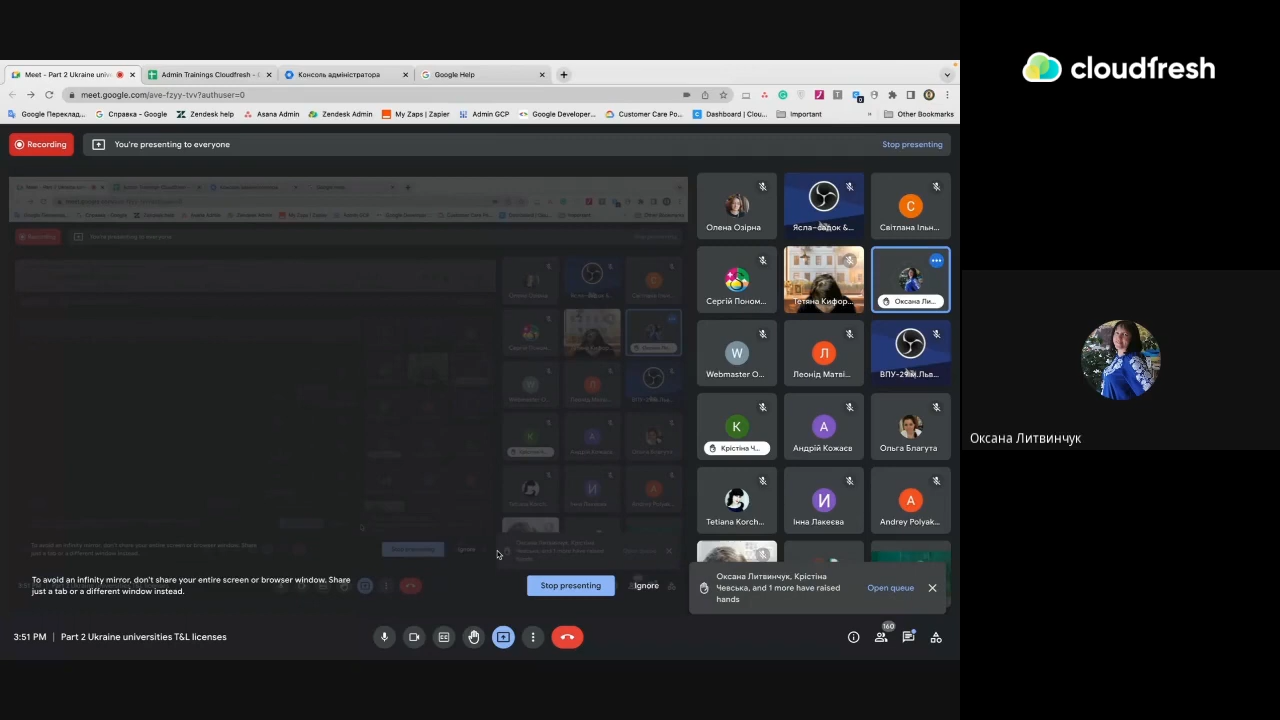 Meet - Part 2 Ukraine univ
Admin Trainings Cloudfresh - G
Консоль адміністратора
Google Help
meet.google.com/ave-fzyy-tvv?authuser=0
Google Переклад...
Справка - Google
Zendesk help
Asana Admin
Zendesk Admin
My Zaps | Zapier
Admin GCP
Google Developer...
Customer Care Po...
Dashboard | Clou...
Important
»
Other Bookmarks
Recording
You're presenting to everyone
Stop presenting
Олена Озірна
Ясла-садок &...
Світлана Ільн...
Сергій Поном...
Тетяна Кифор...
Оксана Ли...
W
Webmaster O...
Л
Леонід Матві...
ВПУ-29 м.Льв...
К
Крістіна Ч...
А
Андрій Кожаєв
Ольга Благута
Tetiana Korch...
И
Інна Лакеєва
A
Andrey Polyak...
To avoid an infinity mirror, don't share your entire screen or browser window. Share
just a tab or a different window instead.
Stop presenting
Ignore
Оксана Литвинчук, Крістіна
Чевська, and 1 more have raised
hands
Open queue
3:51 PM | Part 2 Ukraine universities T&L licenses
160
cloudfresh
Оксана Литвинчук